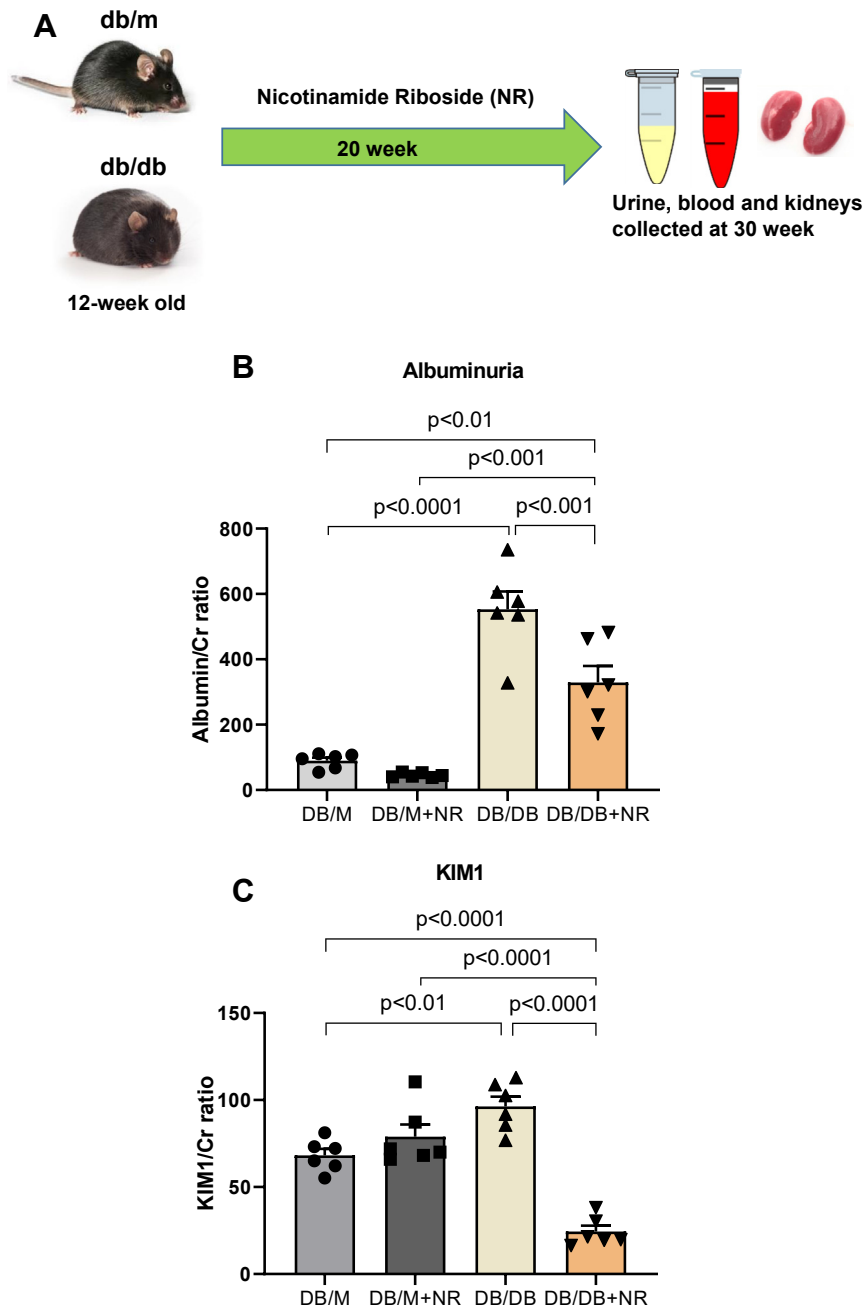 A
db/m
Nicotinamide Riboside (NR)
20 week
db/db
12-week old
Urine, blood and kidneys
collected at 30 week
B
Albuminuria
p<0.01
p<0.001
p<0.0001
p<0.001
Albumin/Cr ratio
800
600
400
200
0
DB/M
DB/M+NR
DB/DB
DB/DB+NR
C
KIM1
p<0.0001
p<0.0001
p<0.01
p<0.0001
KIM1/Cr ratio
150
100
50
0
DB/M
DB/M+NR
DB/DB
DB/DB+NR